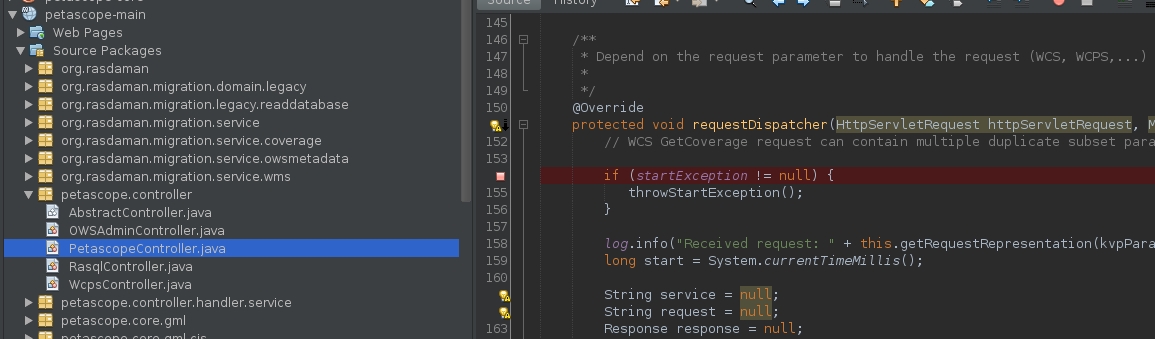 petascope-main
Web Pages
Source Packages
org.rasdaman
org.rasdaman.migration.domain.legacy
org.rasdaman.migration.legacy.readdatabase
org.rasdaman.migration.service
org.rasdaman.migration.service.coverage
org.rasdaman.migration.service.owsmetadata
org.rasdaman.migration.service.wms
petascope.controller
AbstractController.java
OWSAdminController.java
PetascopeController.java
RasqlController.java
WcpsController.java
petascope.controller.handler.service
petascope.core.gml
petascope.core.gml.cis
Source History
145
146 /**
147 * Depend on the request parameter to handle the request (WCS, WCPS,...)
148 *
149 */
150 @Override
protected void requestDispatcher(HttpServletRequest httpServletRequest, M
152 // WCS GetCoverage request can contain multiple duplicate subset para
153
if (startException != null) {
155 throwStartException();
156 }
157
158 log.info("Received request: " + this.getRequestRepresentation(kvpPara
159 long start = System.currentTimeMillis();
160
String service = null;
String request = null;
163 Response response = null;